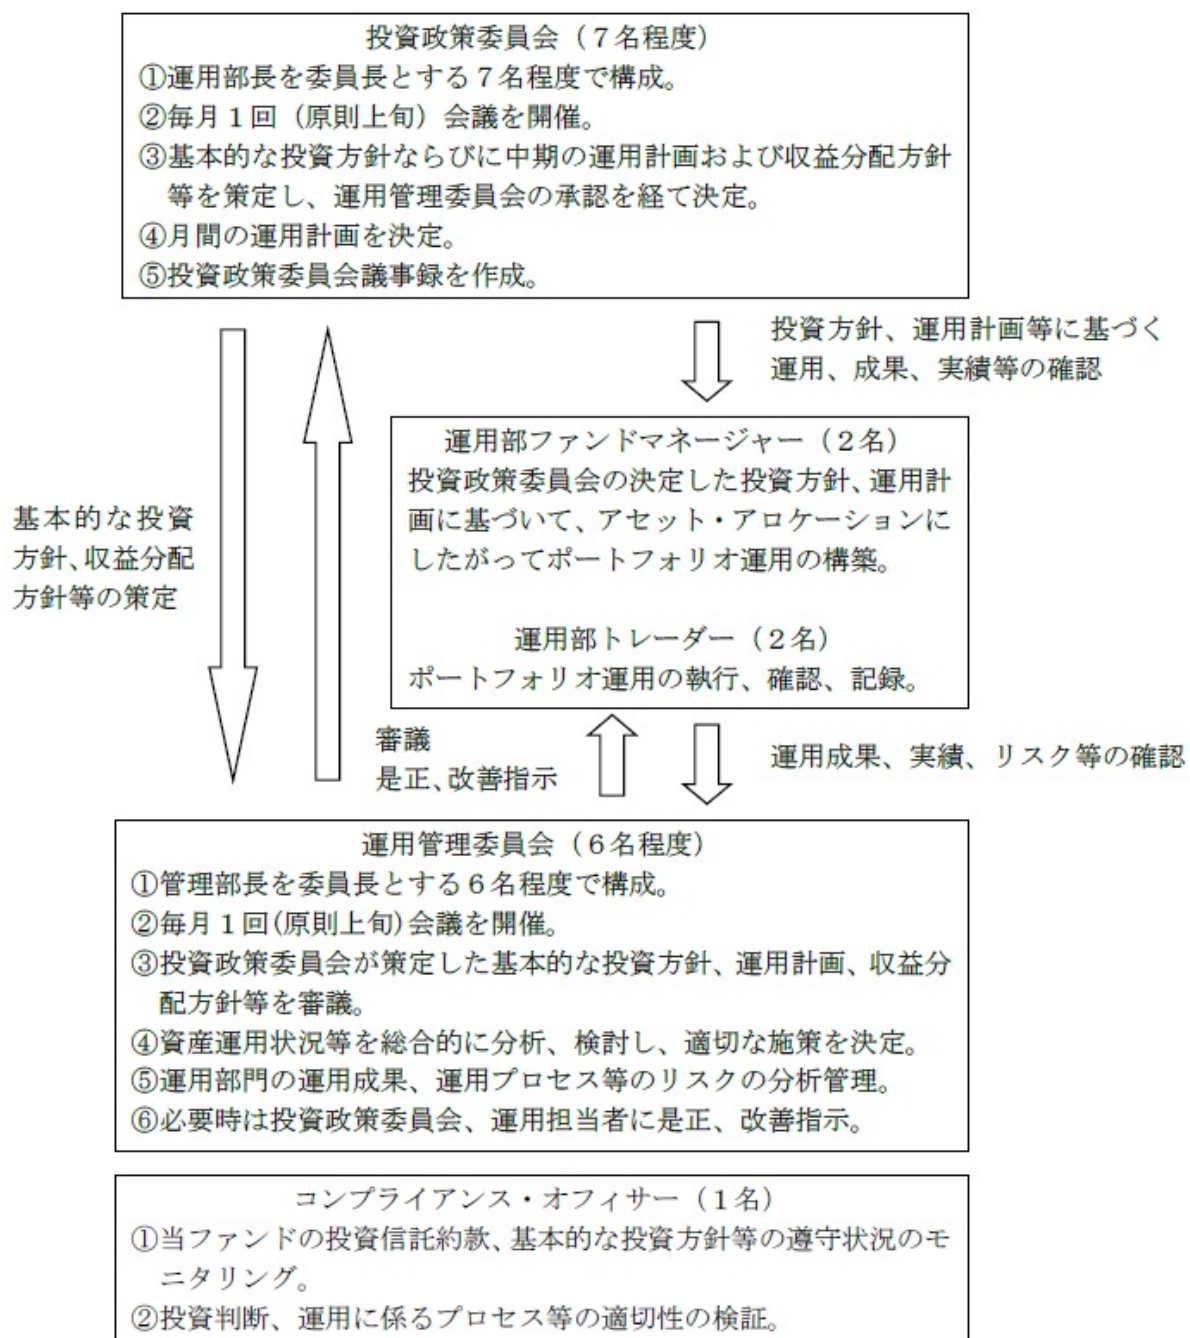 投資政策委員会（７名程度）
①運用部長を委員長とする７名程度で構成。
②毎月１回（原則上旬）会議を開催。
③基本的な投資方針ならびに中期の運用計画および収益分配方針
等を策定し、運用管理委員会の承認を経て決定。
④月間の運用計画を決定。
⑤投資政策委員会議事録を作成。
投資方針、運用計画等に基づく
運用、成果、実績等の確認
運用部ファンドマネージャー（２名）
投資政策委員会の決定した投資方針、運用計
画に基づいて、アセット・アロケーションに
したがってポートフォリオ運用の構築。
運用部トレーダー（２名）
ポートフォリオ運用の執行、確認、記録。
基本的な投資
方針、収益分配
方針等の策定
審議
是正、改善指示
運用成果、実績、リスク等の確認
運用管理委員会（６名程度）
①管理部長を委員長とする６名程度で構成。
②毎月１回(原則上旬)会議を開催。
③投資政策委員会が策定した基本的な投資方針、運用計画、収益分
配方針等を審議。
④資産運用状況等を総合的に分析、検討し、適切な施策を決定。
⑤運用部門の運用成果、運用プロセス等のリスクの分析管理。
⑥必要時は投資政策委員会、運用担当者に是正、改善指示。
コンプライアンス・オフィサー（１名）
①当ファンドの投資信託約款、基本的な投資方針等の遵守状況のモ
ニタリング。
②投資判断、運用に係るプロセス等の適切性の検証。